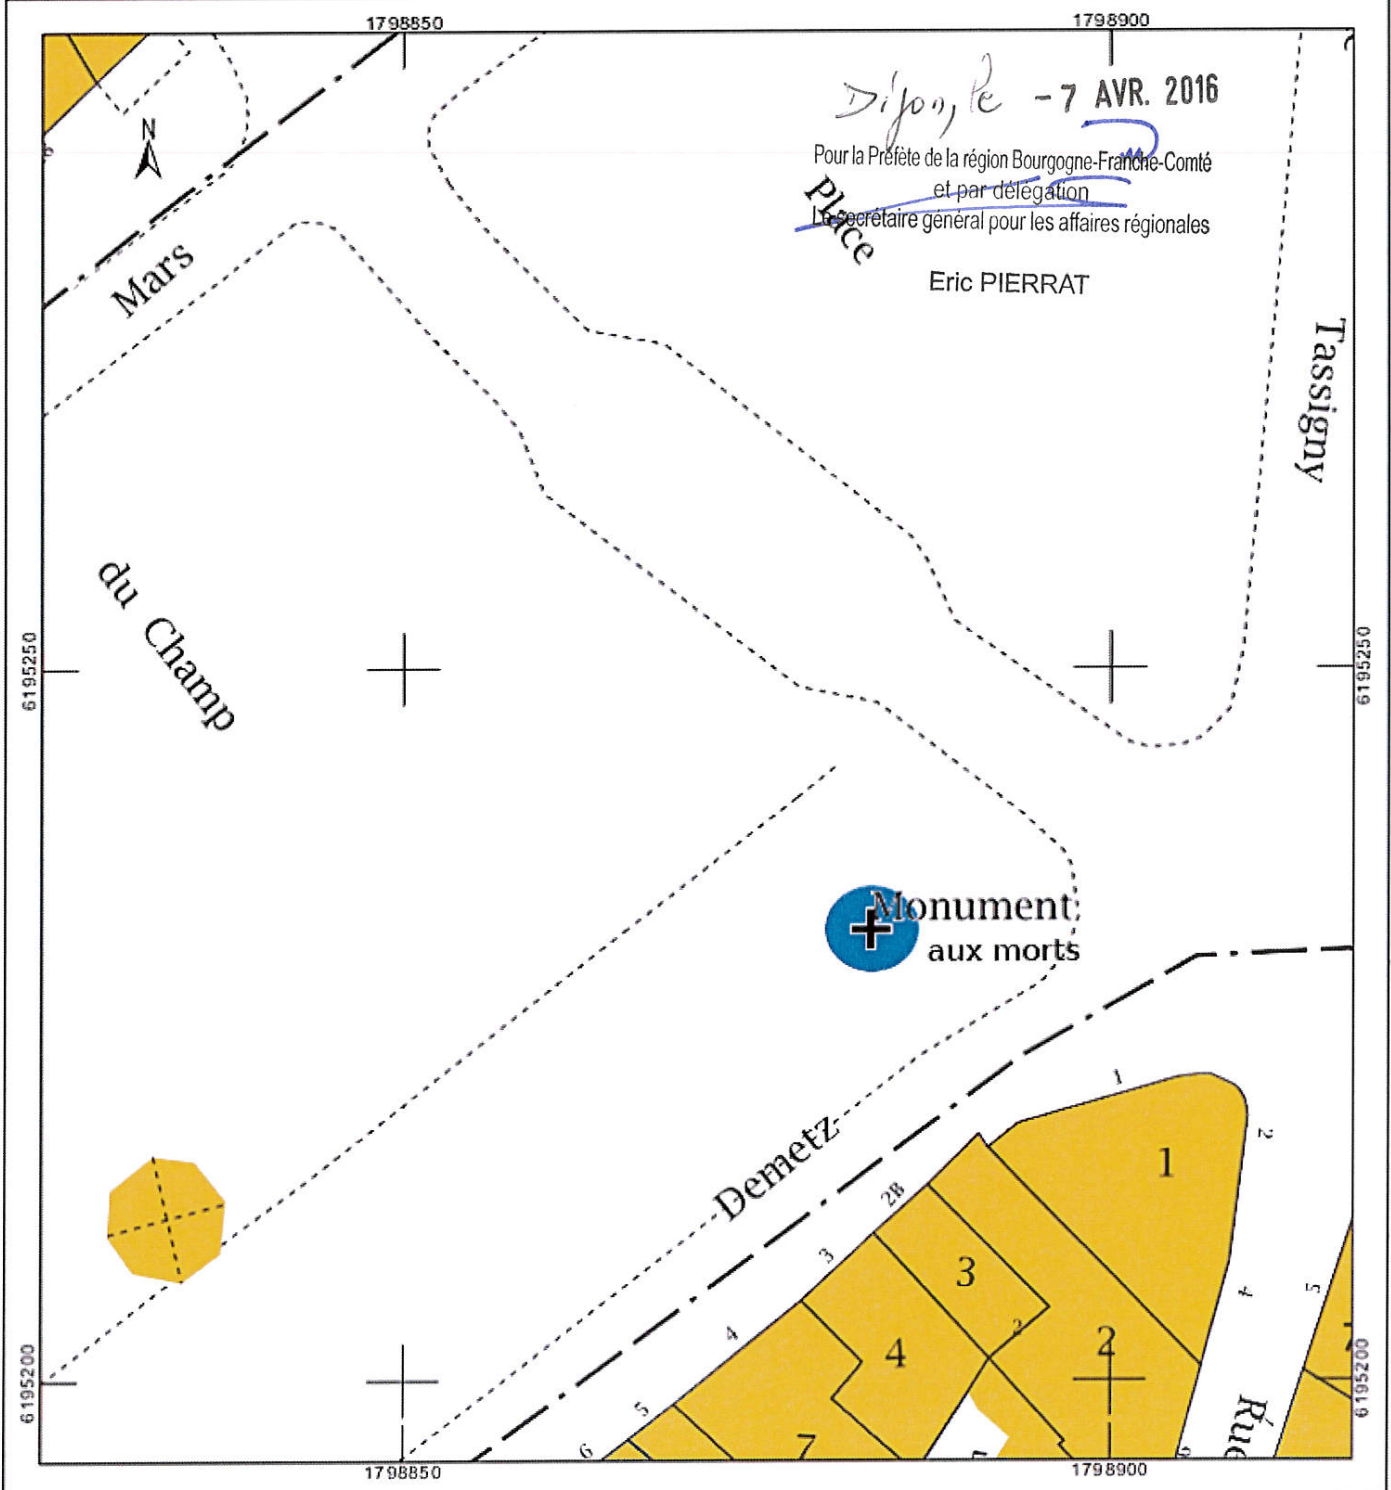 1798850
1798900
Dijon, le -7 AVR. 2016
N
Pour la Préfète de la région Bourgogne-Franche-Comté
et par délégation
Le secrétaire général pour les affaires régionales
Place
Eric PIERRAT
Mars
Tassigny
du Champ
6195250
6195250
Monument
aux morts
Demetz
1
1
2
2B
3
3
4
5
2
2
4
4
5
7
6
Rue
6195200
6195200
1798850
1798900